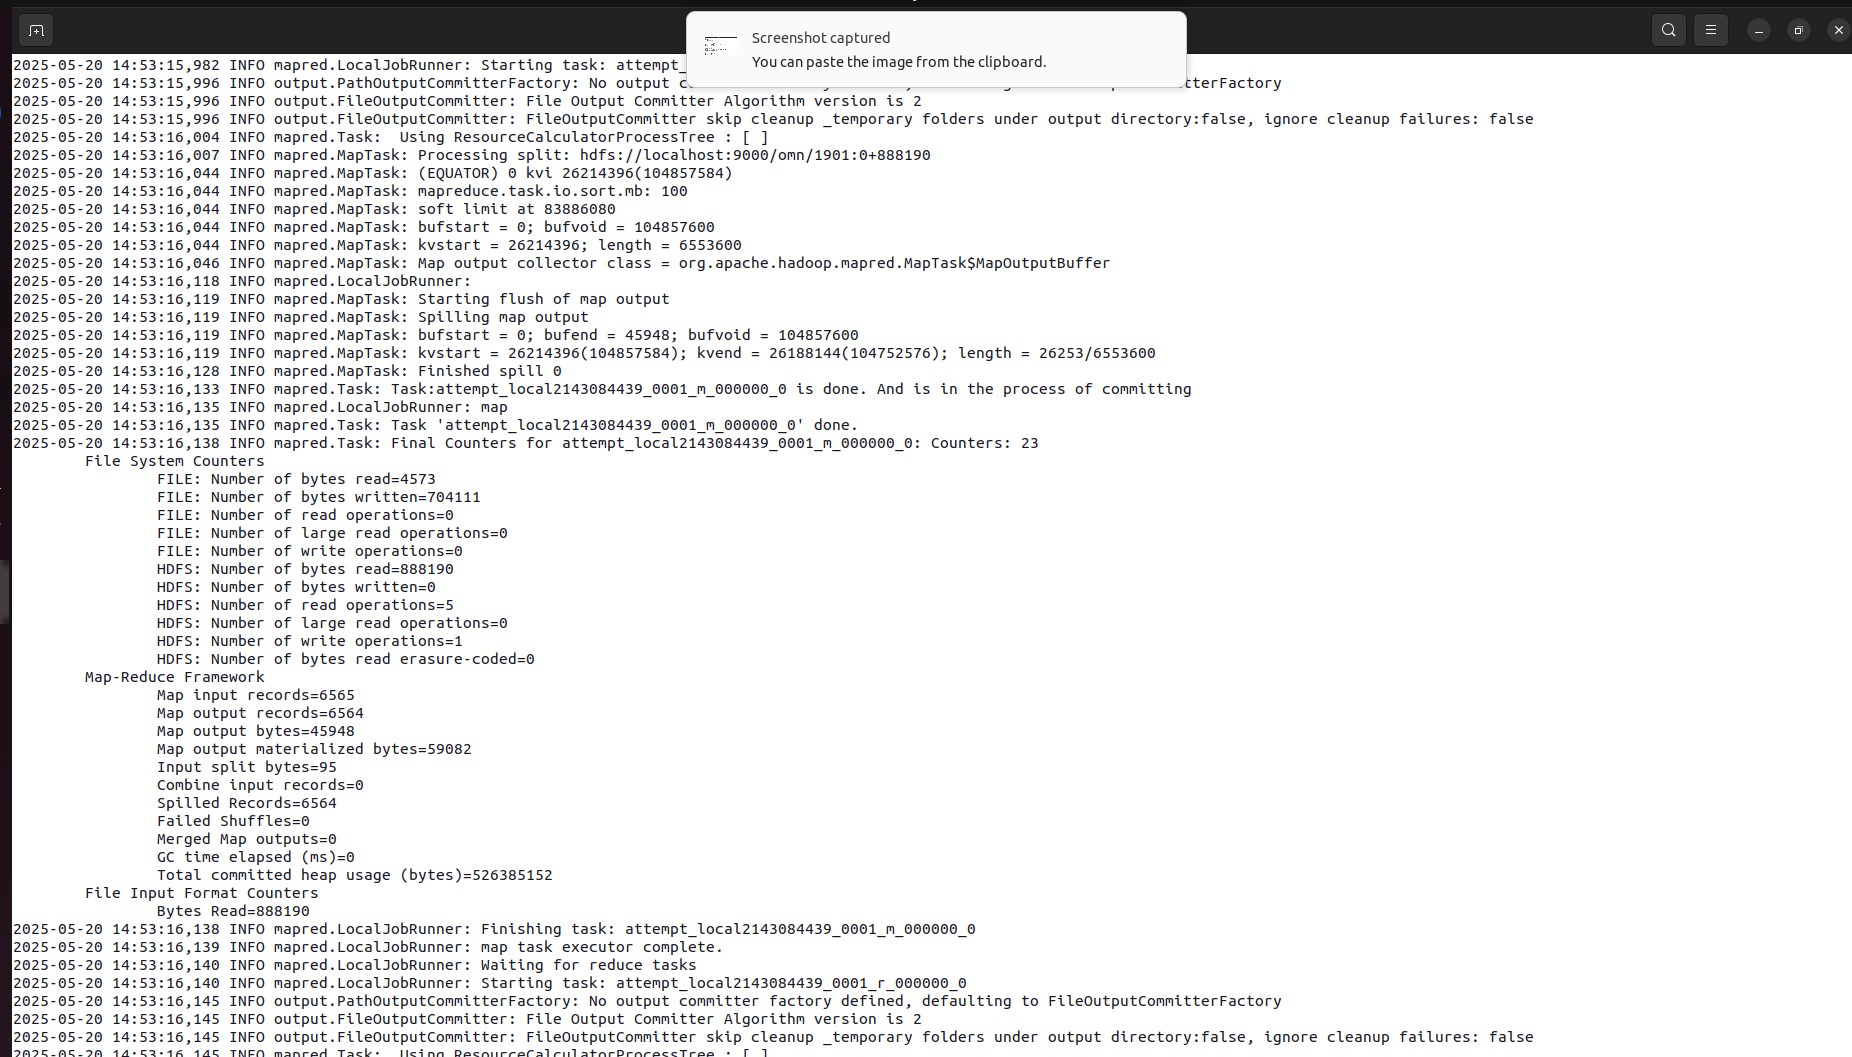 Screenshot captured
You can paste the image from the clipboard.
2025-05-20 14:53:15,982 INFO mapred.LocalJobRunner: Starting task: attempt_
2025-05-20 14:53:15,996 INFO output.PathOutputCommitterFactory: No output c tterFactory
2025-05-20 14:53:15,996 INFO output.FileOutputCommitter: File Output Committer Algorithm version is 2
2025-05-20 14:53:15,996 INFO output.FileOutputCommitter: FileOutputCommitter skip cleanup _temporary folders under output directory:false, ignore cleanup failures: false
2025-05-20 14:53:16,004 INFO mapred.Task:  Using ResourceCalculatorProcessTree : [ ]
2025-05-20 14:53:16,007 INFO mapred.MapTask: Processing split: hdfs://localhost:9000/omn/1901:0+888190
2025-05-20 14:53:16,044 INFO mapred.MapTask: (EQUATOR) 0 kvi 26214396(104857584)
2025-05-20 14:53:16,044 INFO mapred.MapTask: mapreduce.task.io.sort.mb: 100
2025-05-20 14:53:16,044 INFO mapred.MapTask: soft limit at 83886080
2025-05-20 14:53:16,044 INFO mapred.MapTask: bufstart = 0; bufvoid = 104857600
2025-05-20 14:53:16,044 INFO mapred.MapTask: kvstart = 26214396; length = 6553600
2025-05-20 14:53:16,046 INFO mapred.MapTask: Map output collector class = org.apache.hadoop.mapred.MapTask$MapOutputBuffer
2025-05-20 14:53:16,118 INFO mapred.LocalJobRunner:
2025-05-20 14:53:16,119 INFO mapred.MapTask: Starting flush of map output
2025-05-20 14:53:16,119 INFO mapred.MapTask: Spilling map output
2025-05-20 14:53:16,119 INFO mapred.MapTask: bufstart = 0; bufend = 45948; bufvoid = 104857600
2025-05-20 14:53:16,119 INFO mapred.MapTask: kvstart = 26214396(104857584); kvend = 26188144(104752576); length = 26253/6553600
2025-05-20 14:53:16,128 INFO mapred.MapTask: Finished spill 0
2025-05-20 14:53:16,133 INFO mapred.Task: Task:attempt_local2143084439_0001_m_000000_0 is done. And is in the process of committing
2025-05-20 14:53:16,135 INFO mapred.LocalJobRunner: map
2025-05-20 14:53:16,135 INFO mapred.Task: Task 'attempt_local2143084439_0001_m_000000_0' done.
2025-05-20 14:53:16,138 INFO mapred.Task: Final Counters for attempt_local2143084439_0001_m_000000_0: Counters: 23
File System Counters
FILE: Number of bytes read=4573
FILE: Number of bytes written=704111
FILE: Number of read operations=0
FILE: Number of large read operations=0
FILE: Number of write operations=0
HDFS: Number of bytes read=888190
HDFS: Number of bytes written=0
HDFS: Number of read operations=5
HDFS: Number of large read operations=0
HDFS: Number of write operations=1
HDFS: Number of bytes read erasure-coded=0
Map-Reduce Framework
Map input records=6565
Map output records=6564
Map output bytes=45948
Map output materialized bytes=59082
Input split bytes=95
Combine input records=0
Spilled Records=6564
Failed Shuffles=0
Merged Map outputs=0
GC time elapsed (ms)=0
Total committed heap usage (bytes)=526385152
File Input Format Counters
Bytes Read=888190
2025-05-20 14:53:16,138 INFO mapred.LocalJobRunner: Finishing task: attempt_local2143084439_0001_m_000000_0
2025-05-20 14:53:16,139 INFO mapred.LocalJobRunner: map task executor complete.
2025-05-20 14:53:16,140 INFO mapred.LocalJobRunner: Waiting for reduce tasks
2025-05-20 14:53:16,140 INFO mapred.LocalJobRunner: Starting task: attempt_local2143084439_0001_r_000000_0
2025-05-20 14:53:16,145 INFO output.PathOutputCommitterFactory: No output committer factory defined, defaulting to FileOutputCommitterFactory
2025-05-20 14:53:16,145 INFO output.FileOutputCommitter: File Output Committer Algorithm version is 2
2025-05-20 14:53:16,145 INFO output.FileOutputCommitter: FileOutputCommitter skip cleanup _temporary folders under output directory:false, ignore cleanup failures: false
2025-05-20 14:53:16,145 INFO mapred.Task:  Using ResourceCalculatorProcessTree : [ ]